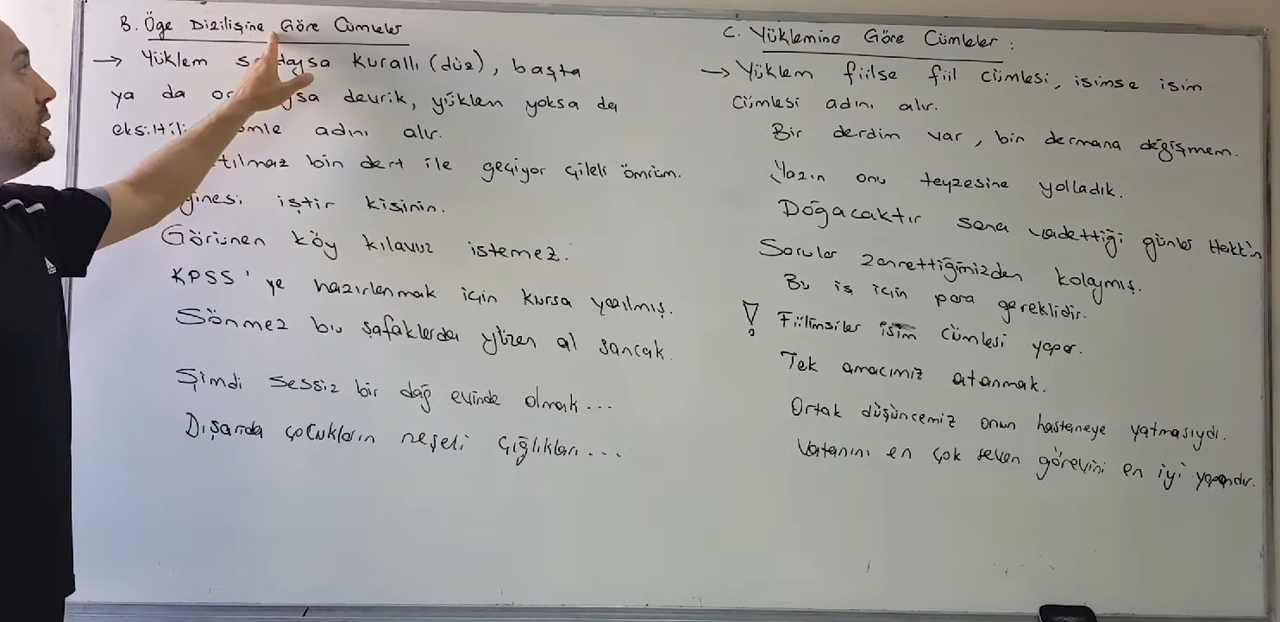 B. Öge Dizilişine Göre Cümleler
→ Yüklem kurallı (düz), başta
ya da devrik, yüklem yoksa da
adını alır.
bin dert ile geçiyor çileli ömrüm.
iştir kişinin.
Görünen köy kılavuz istemez.
KPSS'ye hazırlanmak için kursa yazılmış.
Sönmez bu şafaklarda yüzen al sancak.
Şimdi sessiz bir dağ evinde olmak...
Dışarıda çocukların neşeli çığlıkları...
C. Yüklemine Göre Cümleler :
→ Yüklem fiilse fiil cümlesi, isimse isim
cümlesi adını alır.
Bir derdim var, bin dermana değişmem.
Yazın onu teyzesine yolladık.
Doğacaktır sana vadettiği günler Hakk'ın
Sorular zannettiğimizden kolaymış.
Bu iş için para gereklidir.
! Fiilimsiler isim cümlesi yapar.
Tek amacımız atanmak.
Ortak düşüncemiz onun hastaneye yatmasıydı.
Vatanını en çok seven görevini en iyi yapandır.